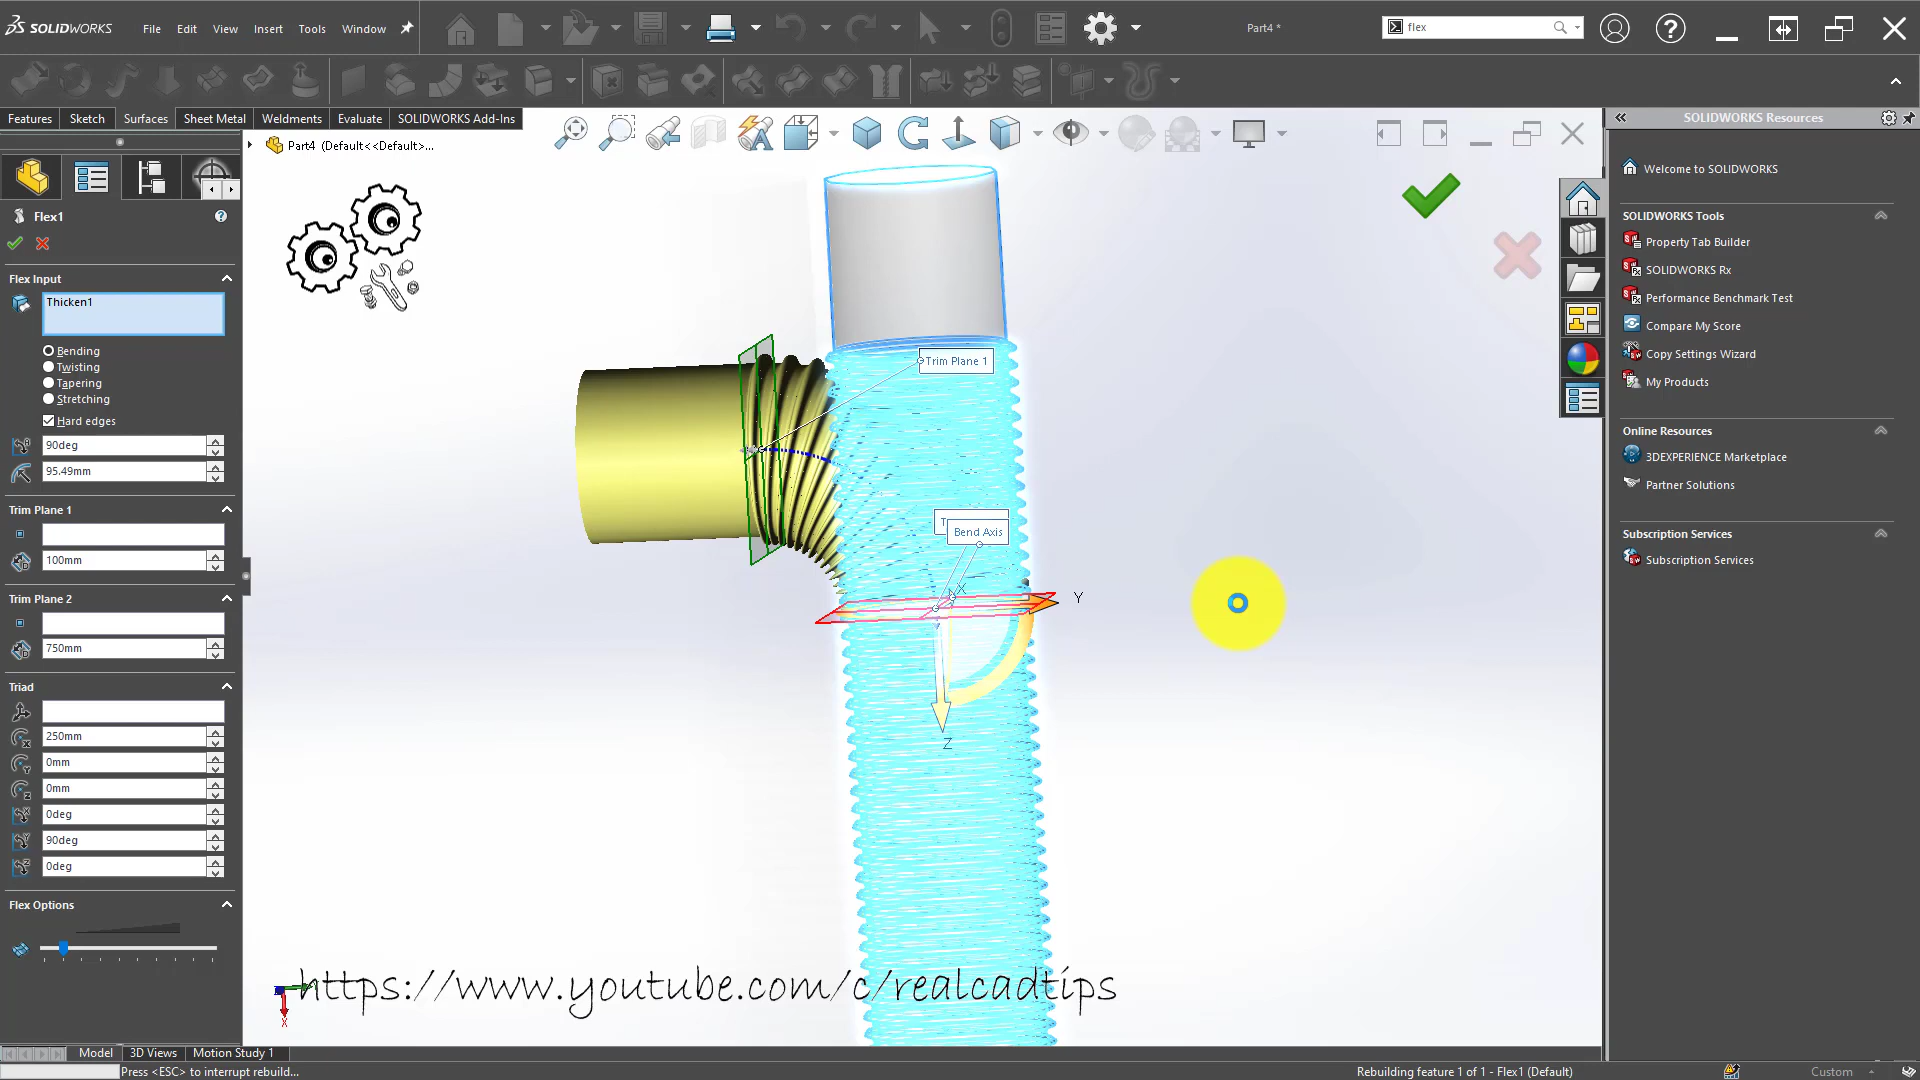 SOLIDWORKS
File Edit View Insert Tools Window
Part4 *
flex
Features Sketch Surfaces Sheet Metal Weldments Evaluate SOLIDWORKS Add-Ins
Part4 (Default<<Default>...
Flex1
Flex Input
Thicken1
Bending
Twisting
Tapering
Stretching
Hard edges
90deg
95.49mm
Trim Plane 1
100mm
Trim Plane 2
750mm
Triad
250mm
0mm
0mm
0deg
90deg
0deg
Flex Options
Trim Plane 1
T
Bend Axis
X
Y
Z
X
https://www.youtube.com/c/realcadtips
SOLIDWORKS Resources
Welcome to SOLIDWORKS
SOLIDWORKS Tools
Property Tab Builder
SOLIDWORKS Rx
Performance Benchmark Test
Compare My Score
Copy Settings Wizard
My Products
Online Resources
3DEXPERIENCE Marketplace
Partner Solutions
Subscription Services
Subscription Services
Model 3D Views Motion Study 1
Press <ESC> to interrupt rebuild...
Rebuilding feature 1 of 1 - Flex1 (Default)
Custom